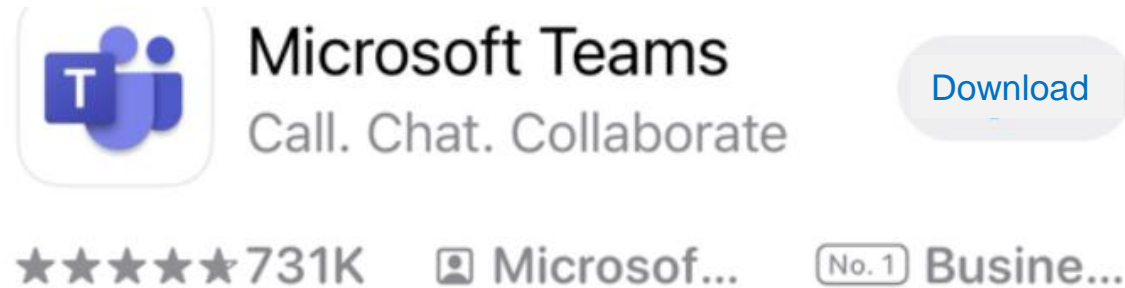 T
Microsoft Teams
Download
Call. Chat. Collaborate
731K Microsof... No. 1 Busine...